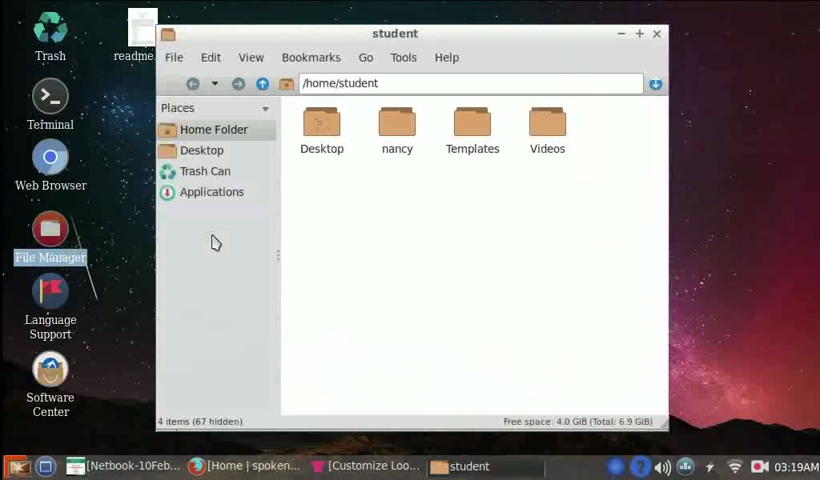 Trash
readme.
Terminal
Web Browser
File Manager
Language
Support
Software
Center
student
File Edit View Bookmarks Go Tools Help
/home/student
Places
Home Folder
Desktop
Trash Can
Applications
Desktop nancy Templates Videos
4 items (67 hidden) Free space: 4.0 GiB (Total: 6.9 GiB)
[Netbook-10Feb... [Home | spoken... [Customize Loo... student 03:19AM